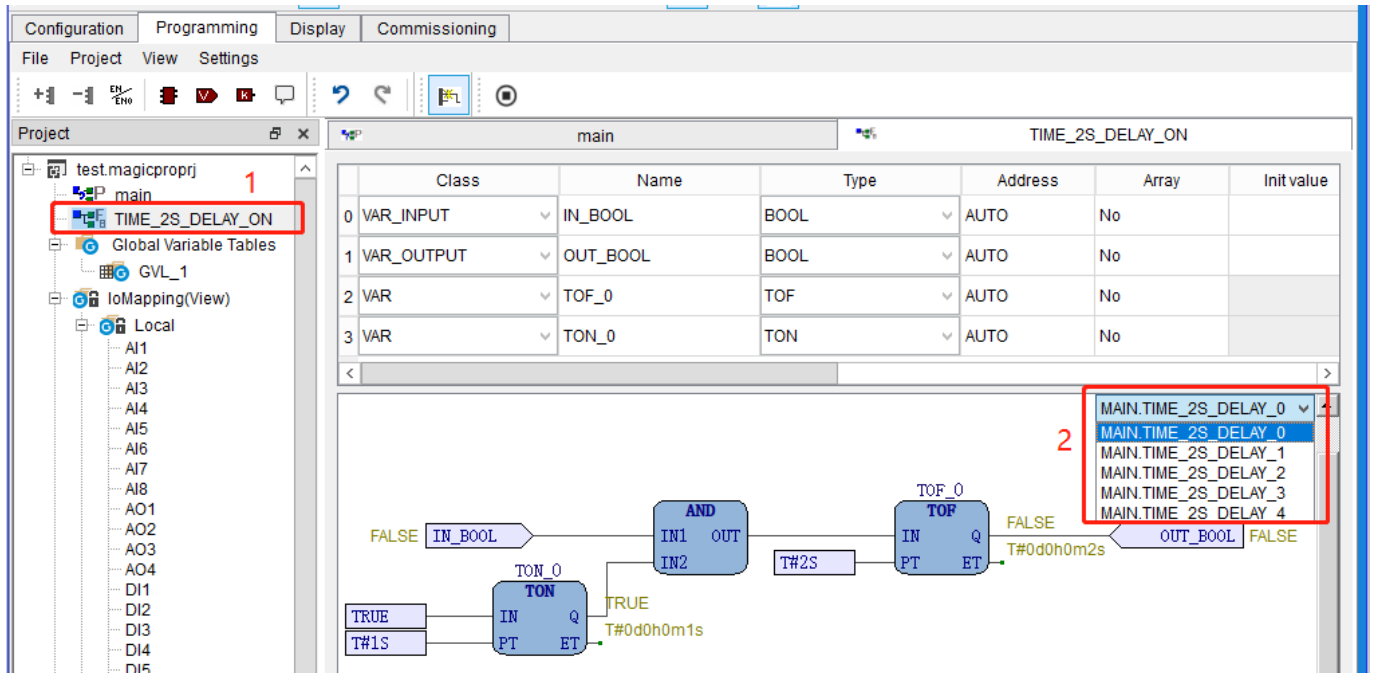 Configuration Programming Display Commissioning
File Project View Settings
EN/ENO V K
Project
main TIME_2S_DELAY_ON
test.magicproprj
1
main
TIME_2S_DELAY_ON
Global Variable Tables
GVL_1
IoMapping(View)
Local
AI1
AI2
AI3
AI4
AI5
AI6
AI7
AI8
AO1
AO2
AO3
AO4
DI1
DI2
DI3
DI4
DI5
Class Name Type Address Array Init value
0 VAR_INPUT IN_BOOL BOOL AUTO No
1 VAR_OUTPUT OUT_BOOL BOOL AUTO No
2 VAR TOF_0 TOF AUTO No
3 VAR TON_0 TON AUTO No
MAIN.TIME_2S_DELAY_0
2
MAIN.TIME_2S_DELAY_0
MAIN.TIME_2S_DELAY_1
MAIN.TIME_2S_DELAY_2
MAIN.TIME_2S_DELAY_3
MAIN.TIME_2S_DELAY_4
TOF_0
AND TOF
FALSE IN_BOOL IN1 OUT IN Q FALSE OUT_BOOL FALSE
IN2 T#2S PT ET T#0d0h0m2s
TON_0
TON
TRUE IN Q TRUE
T#1S PT ET T#0d0h0m1s